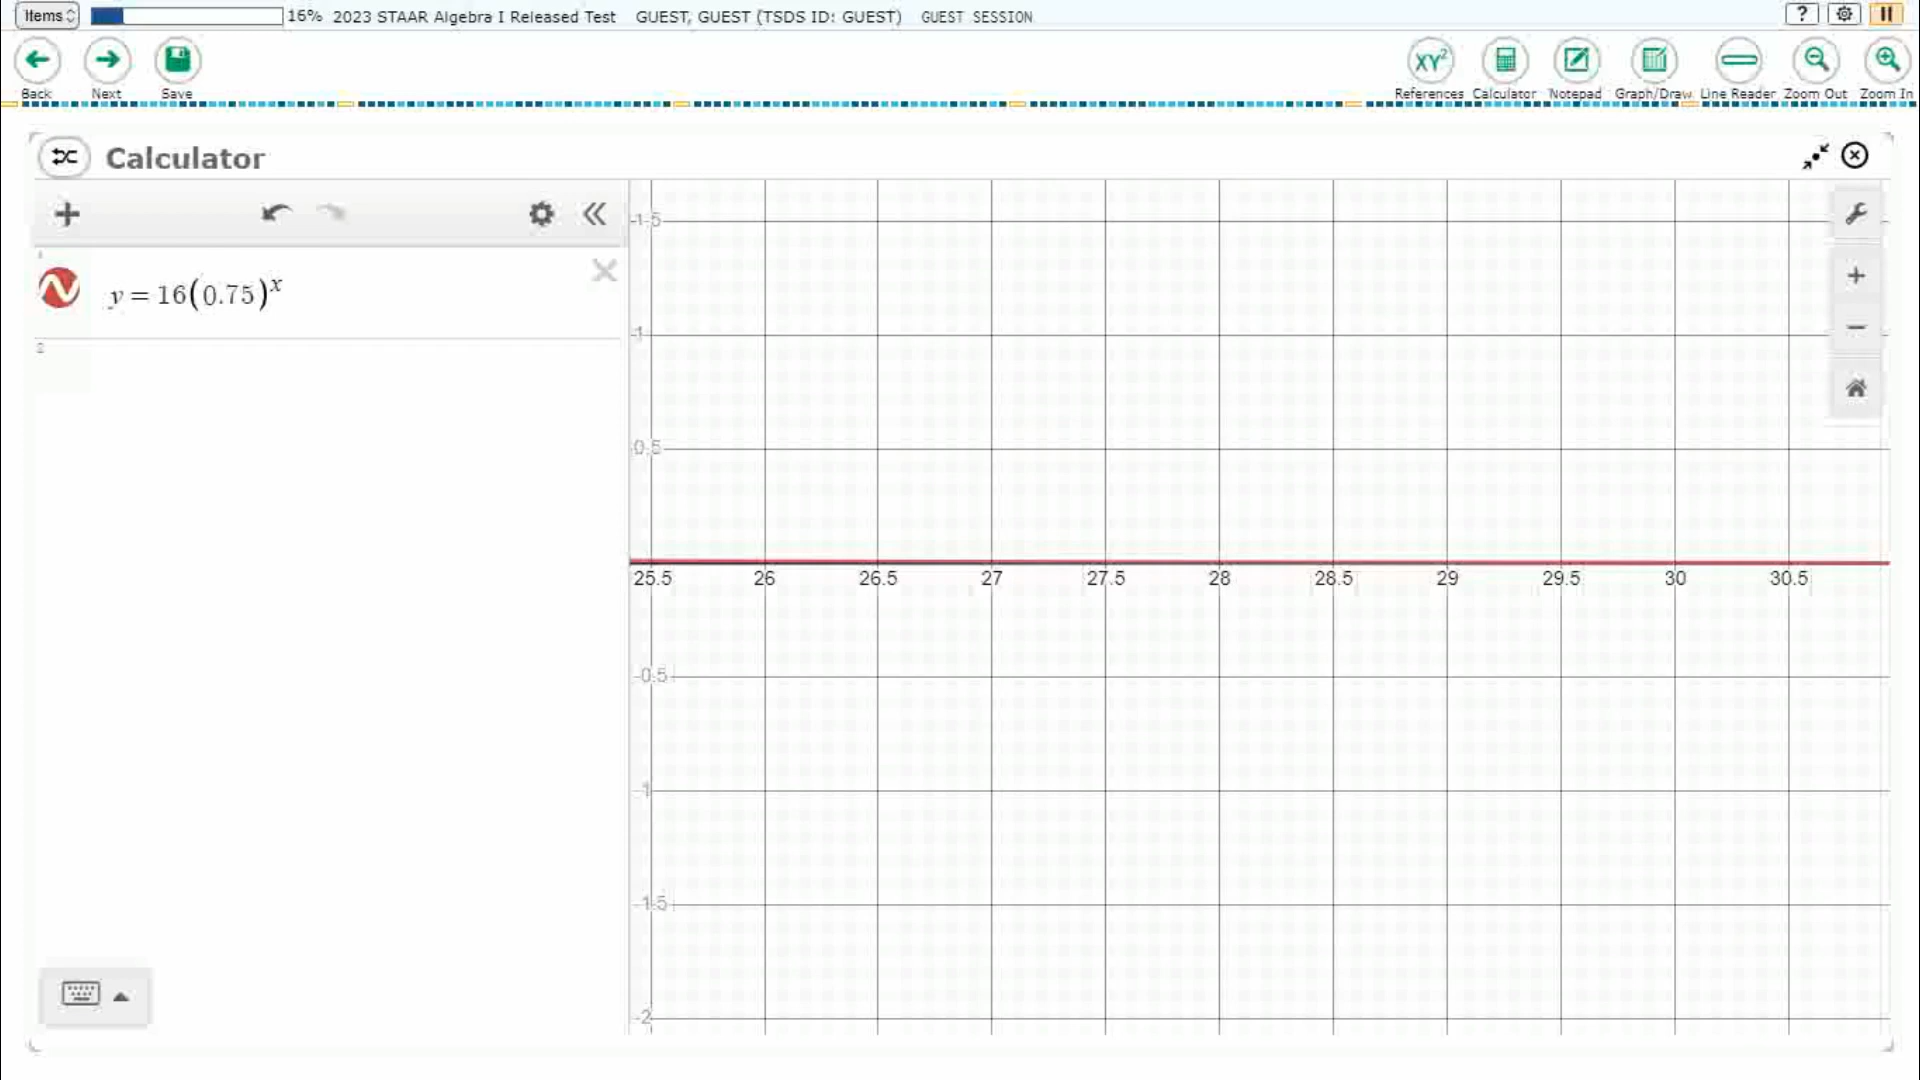 Items 16% 2023 STAAR Algebra I Released Test GUEST, GUEST (TSDS ID: GUEST) GUEST SESSION ?
Back Next Save XY² References Calculator Notepad Graph/Draw Line Reader Zoom Out Zoom In
Calculator
1
y = 16(0.75)^x
2
1.5
1
0.5
25.5 26 26.5 27 27.5 28 28.5 29 29.5 30 30.5
-0.5
-1
-1.5
-2